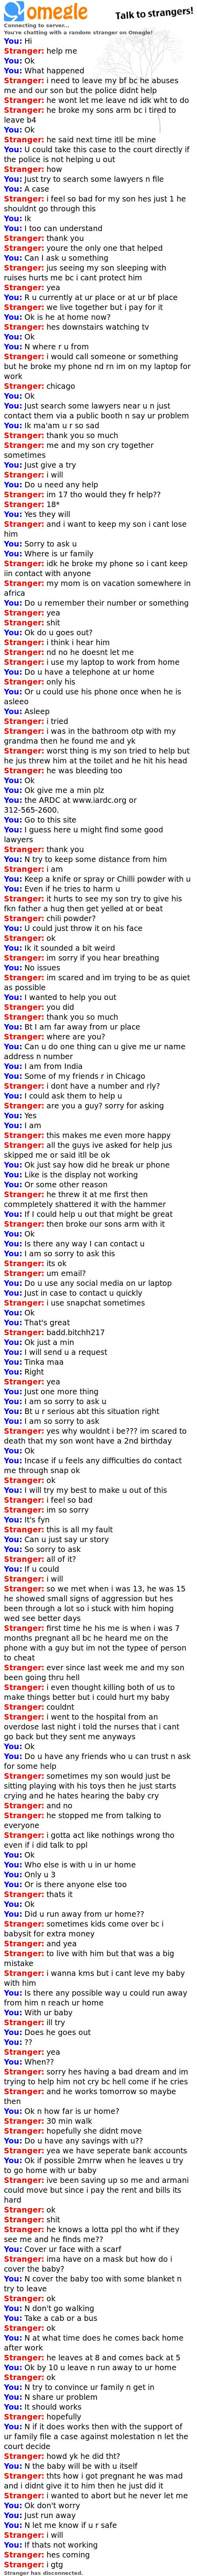 omegle
Talk to strangers!
Connecting to server...
You're chatting with a random stranger on Omegle!
You: Hi
Stranger: help me
You: Ok
You: What happened
Stranger: i need to leave my bf bc he abuses
me and our son but the police didnt help
Stranger: he wont let me leave nd idk wht to do
Stranger: he broke my sons arm bc i tired to
leave b4
You: Ok
Stranger: he said next time itll be mine
You: U could take this case to the court directly if
the police is not helping u out
Stranger: how
You: Just try to search some lawyers n file
You: A case
Stranger: i feel so bad for my son hes just 1 he
shouldnt go through this
You: Ik
You: I too can understand
Stranger: thank you
Stranger: youre the only one that helped
You: Can I ask u something
Stranger: jus seeing my son sleeping with
ruises hurts me bc i cant protect him
Stranger: yea
You: R u currently at ur place or at ur bf place
Stranger: we live together but i pay for it
You: Ok is he at home now?
Stranger: hes downstairs watching tv
You: Ok
You: N where r u from
Stranger: i would call someone or something
but he broke my phone nd rn im on my laptop for
work
Stranger: chicago
You: Ok
You: Just search some lawyers near u n just
contact them via a public booth n say ur problem
You: Ik ma'am u r so sad
Stranger: thank you so much
Stranger: me and my son cry together
sometimes
You: Just give a try
Stranger: i will
You: Do u need any help
Stranger: im 17 tho would they fr help??
Stranger: 18*
You: Yes they will
Stranger: and i want to keep my son i cant lose
him
You: Sorry to ask u
You: Where is ur family
Stranger: idk he broke my phone so i cant keep
iin contact with anyone
Stranger: my mom is on vacation somewhere in
africa
You: Do u remember their number or something
Stranger: yea
Stranger: shit
You: Ok do u goes out?
Stranger: i think i hear him
Stranger: nd no he doesnt let me
Stranger: i use my laptop to work from home
You: Do u have a telephone at ur home
Stranger: only his
You: Or u could use his phone once when he is
asleeo
You: Asleep
Stranger: i tried
Stranger: i was in the bathroom otp with my
grandma then he found me and yk
Stranger: worst thing is my son tried to help but
he jus threw him at the toilet and he hit his head
Stranger: he was bleeding too
You: Ok
You: Ok plz give me a min plz
You: the ARDC at www.iardc.org or
312-565-2600.
You: Go to this site
You: I guess here u might find some good
lawyers
Stranger: thank you
You: N try to keep some distance from him
Stranger: i am
You: Keep a knife or spray or Chilli powder with u
You: Even if he tries to harm u
Stranger: it hurts to see my son try to give his
fkn father a hug then get yelled at or beat
Stranger: chili powder?
You: U could just throw it on his face
Stranger: ok
You: Ik it sounded a bit weird
Stranger: im sorry if you hear breathing
You: No issues
Stranger: im scared and im trying to be as quiet
as possible
You: I wanted to help you out
Stranger: you did
Stranger: thank you so much
You: Bt I am far away from ur place
Stranger: where are you?
You: Can u do one thing can u give me ur name
address n number
You: I am from India
You: Some of my friends r in Chicago
Stranger: i dont have a number and rly?
You: I could ask them to help u
Stranger: are you a guy? sorry for asking
You: Yes
You: I am
Stranger: this makes me even more happy
Stranger: all the guys ive asked for help jus
skipped me or said itll be ok
You: Ok just say how did he break ur phone
You: Like is the display not working
You: Or some other reason
Stranger: he threw it at me first then
commpletely shattered it with the hammer
You: If I could help u out that might be great
Stranger: then broke our sons arm with it
You: Ok
You: Is there any way I can contact u
You: I am so sorry to ask this
Stranger: its ok
Stranger: um email?
You: Do u use any social media on ur laptop
You: Just in case to contact u quickly
Stranger: i use snapchat sometimes
You: Ok
You: That's great
Stranger: badd.bitchh217
You: Ok just a min
You: I will send u a request
You: Tinka maa
You: Right
Stranger: yea
You: Just one more thing
You: I am so sorry to ask u
You: Bt u r serious abt this situation right
You: I am so sorry to ask
Stranger: yes why wouldnt i be??? im scared to
death that my son wont have a 2nd birthday
You: Ok
You: Incase if u feels any difficulties do contact
me through snap ok
Stranger: ok
You: I will try my best to make u out of this
Stranger: i feel so bad
Stranger: im so sorry
You: It's fyn
Stranger: this is all my fault
You: Can u just say ur story
You: So sorry to ask
Stranger: all of it?
You: If u could
Stranger: i will
Stranger: so we met when i was 13, he was 15
he showed small signs of aggression but hes
been through a lot so i stuck with him hoping
wed see better days
Stranger: first time he his me is when i was 7
months pregnant all bc he heard me on the
phone with a guy but im not the typee of person
to cheat
Stranger: ever since last week me and my son
been going thru hell
Stranger: i even thought killing both of us to
make things better but i could hurt my baby
Stranger: couldnt
Stranger: i went to the hospital from an
overdose last night i told the nurses that i cant
go back but they sent me anyways
You: Ok
You: Do u have any friends who u can trust n ask
for some help
Stranger: sometimes my son would just be
sitting playing with his toys then he just starts
crying and he hates hearing the baby cry
Stranger: and no
Stranger: he stopped me from talking to
everyone
Stranger: i gotta act like nothings wrong tho
even if i did talk to ppl
You: Ok
You: Who else is with u in ur home
You: Only u 3
You: Or is there anyone else too
Stranger: thats it
You: Ok
You: Did u run away from ur home??
Stranger: sometimes kids come over bc i
babysit for extra money
Stranger: and yea
Stranger: to live with him but that was a big
mistake
Stranger: i wanna kms but i cant leve my baby
with him
You: Is there any possible way u could run away
from him n reach ur home
You: With ur baby
Stranger: ill try
You: Does he goes out
You: ??
Stranger: yea
You: When??
Stranger: sorry hes having a bad dream and im
trying to help him not cry bc hell come if he cries
Stranger: and he works tomorrow so maybe
then
You: Ok n how far is ur home?
Stranger: 30 min walk
Stranger: hopefully she didnt move
You: Do u have any savings with u??
Stranger: yea we have seperate bank accounts
You: Ok if possible 2mrrw when he leaves u try
to go home with ur baby
Stranger: ive been saving up so me and armani
could move but since i pay the rent and bills its
hard
Stranger: ok
Stranger: shit
Stranger: he knows a lotta ppl tho wht if they
see me and he finds me??
You: Cover ur face with a scarf
Stranger: ima have on a mask but how do i
cover the baby?
You: N cover the baby too with some blanket n
try to leave
Stranger: ok
You: N don't go walking
You: Take a cab or a bus
Stranger: ok
You: N at what time does he comes back home
after work
Stranger: he leaves at 8 and comes back at 5
You: Ok by 10 u leave n run away to ur home
Stranger: ok
You: N try to convince ur family n get in
You: N share ur problem
You: It should works
Stranger: hopefully
You: N if it does works then with the support of
ur family file a case against molestation n let the
court decide
Stranger: howd yk he did tht?
You: N the baby will be with u itself
Stranger: thts how i got pregnant he was mad
and i didnt give it to him then he just did it
Stranger: i wanted to abort but he never let me
You: Ok don't worry
You: Just run away
You: N let me know if u r safe
Stranger: i will
You: If thats not working
Stranger: hes coming
Stranger: i gtg
Stranger has disconnected.